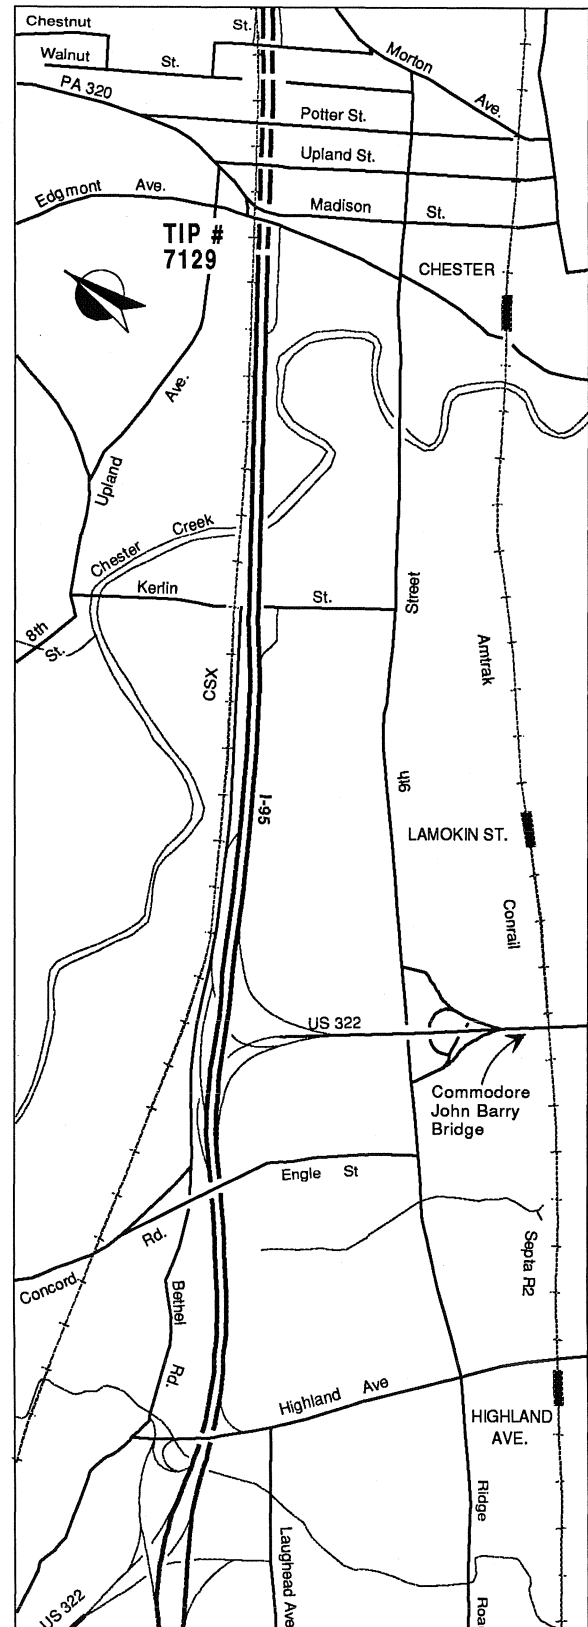 Chestnut St.
Walnut St.
Morton Ave.
PA 320
Potter St.
Upland St.
Edgmont Ave.
Madison St.
TIP #
7129
CHESTER
Upland Ave.
Chester Creek
Kerlin St.
8th St.
9th Street
Amtrak
CSX
I-95
LAMOKIN ST.
Conrail
US 322
Commodore
John Barry
Bridge
Engle St
Concord Rd.
Septa R2
Bethel Rd.
Highland Ave
HIGHLAND
AVE.
Ridge Road
Laughead Ave
US 322